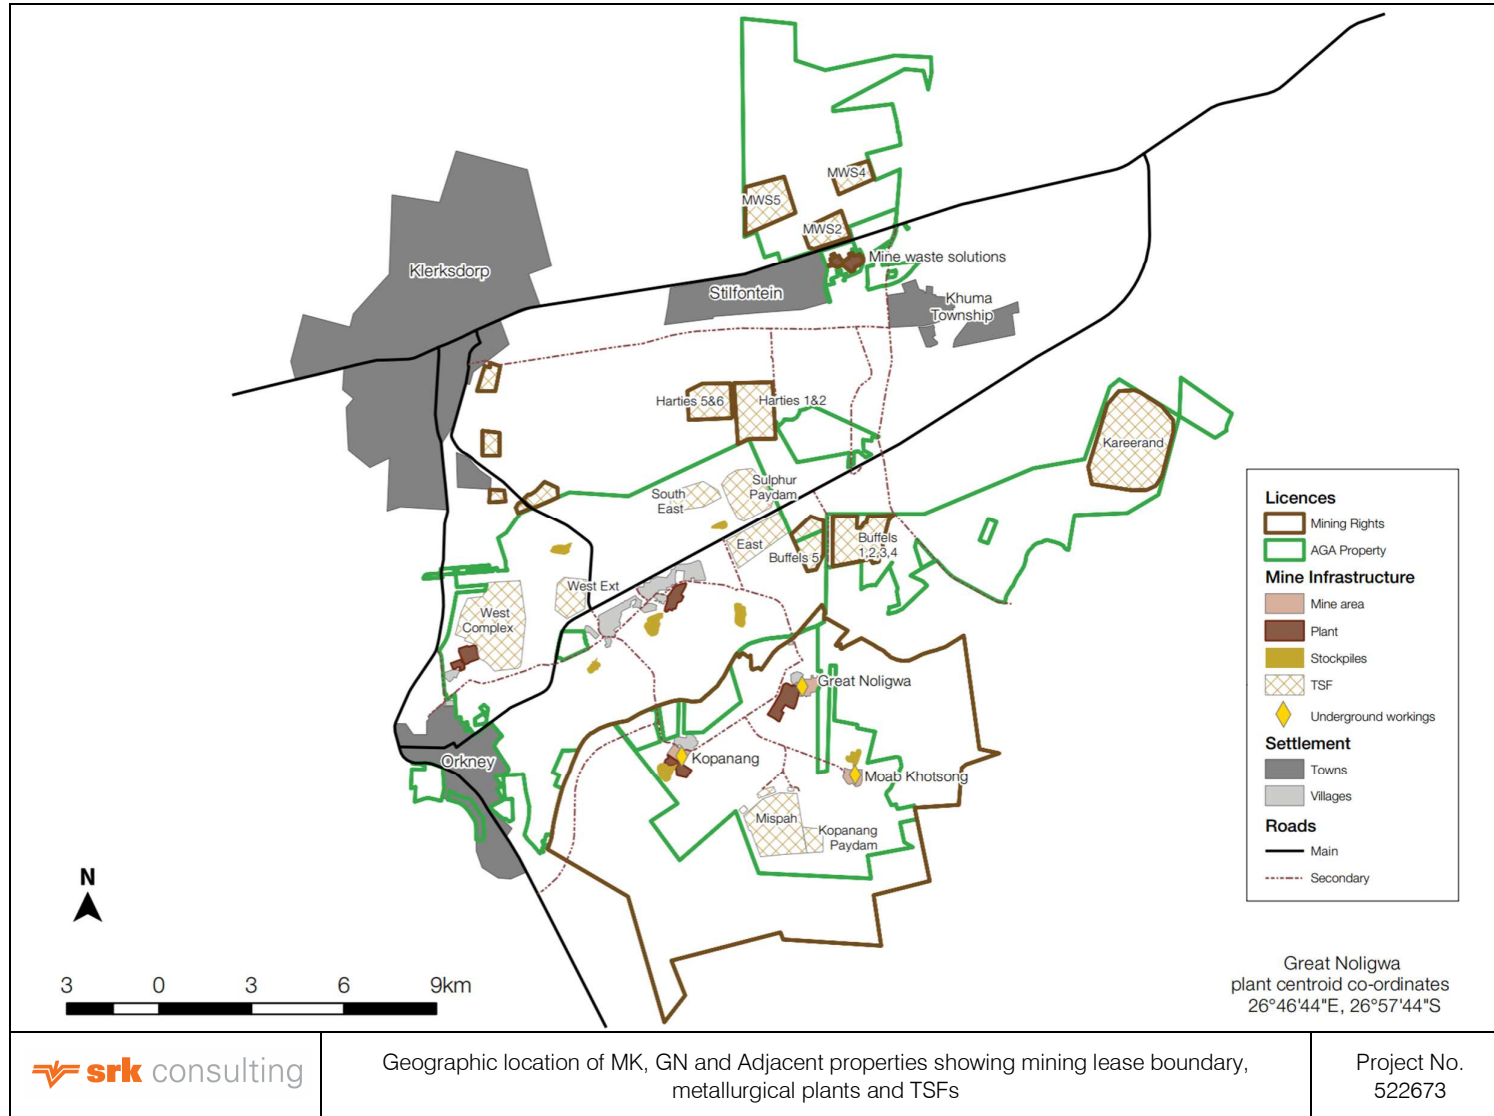 MWS4
MWS5
MWS2
Mine waste solutions
Klerksdorp
Stilfontein
Khuma
Township
Harties 5&6
Harties 1&2
Kareerand
South
East
Sulphur
Paydam
East
Buffels 5
Buffels
1,2,3,4
West Ext
West
Complex
Great Noligwa
Kopanang
Moab Khotsong
Orkney
Mispah
Kopanang
Paydam
Licences
Mining Rights
AGA Property
Mine Infrastructure
Mine area
Plant
Stockpiles
TSF
Underground workings
Settlement
Towns
Villages
Roads
Main
Secondary
N
3 0 3 6 9km
Great Noligwa
plant centroid co-ordinates
26°46'44"E, 26°57'44"S
srk consulting
Geographic location of MK, GN and Adjacent properties showing mining lease boundary,
metallurgical plants and TSFs
Project No.
522673